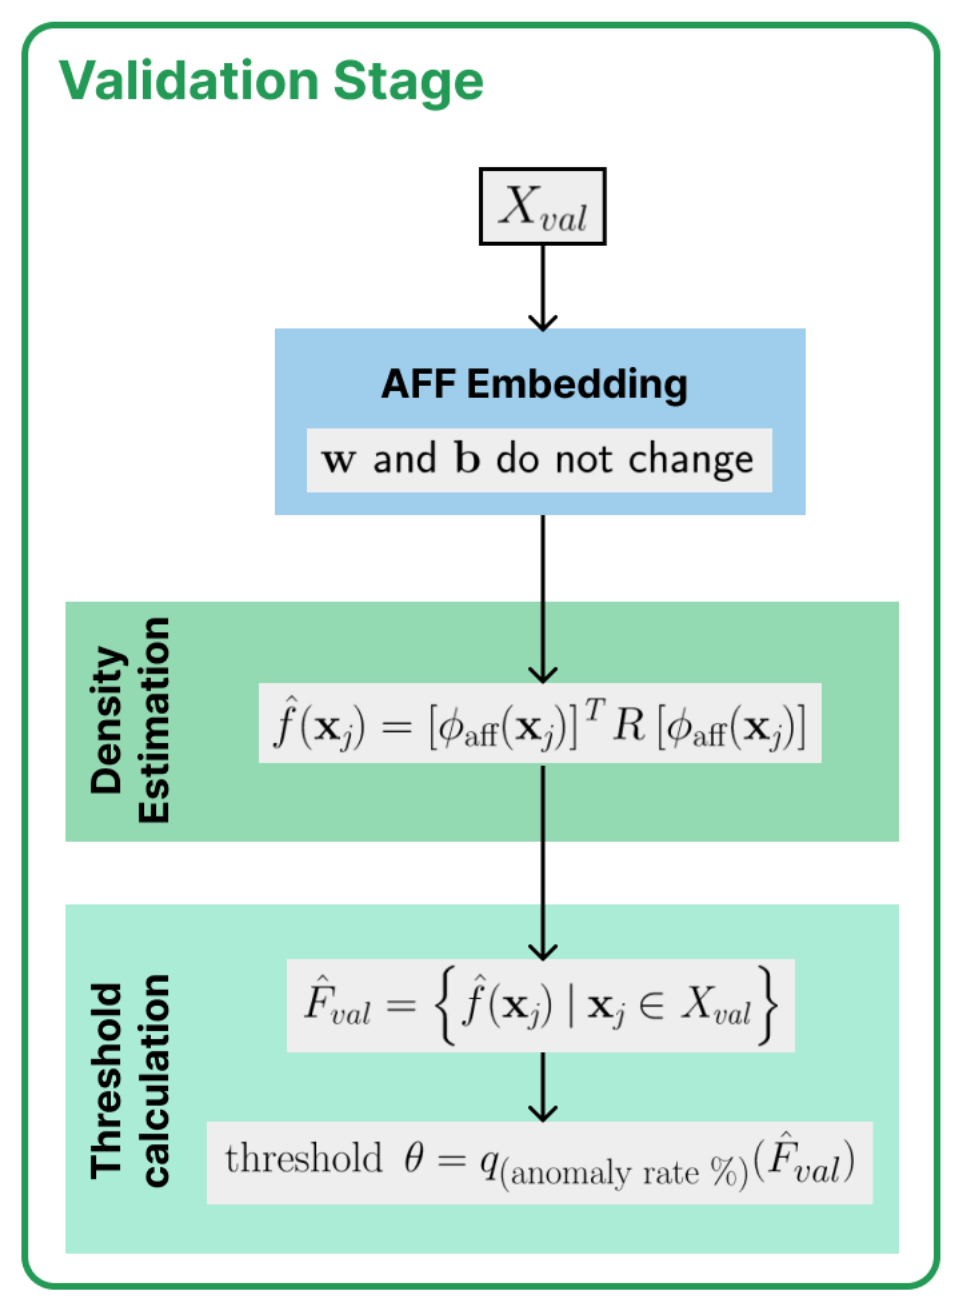 Validation Stage
$X_{val}$
AFF Embedding
$\mathbf{w}$ and $\mathbf{b}$ do not change
Density
Estimation
$\hat{f}(\mathbf{x}_j) = [\phi_{\text{aff}}(\mathbf{x}_j)]^T R [\phi_{\text{aff}}(\mathbf{x}_j)]$
Threshold
calculation
$\hat{F}_{val} = \left\{ \hat{f}(\mathbf{x}_j) \mid \mathbf{x}_j \in X_{val} \right\}$
threshold $\theta = q_{(\text{anomaly rate } \%)}(\hat{F}_{val})$